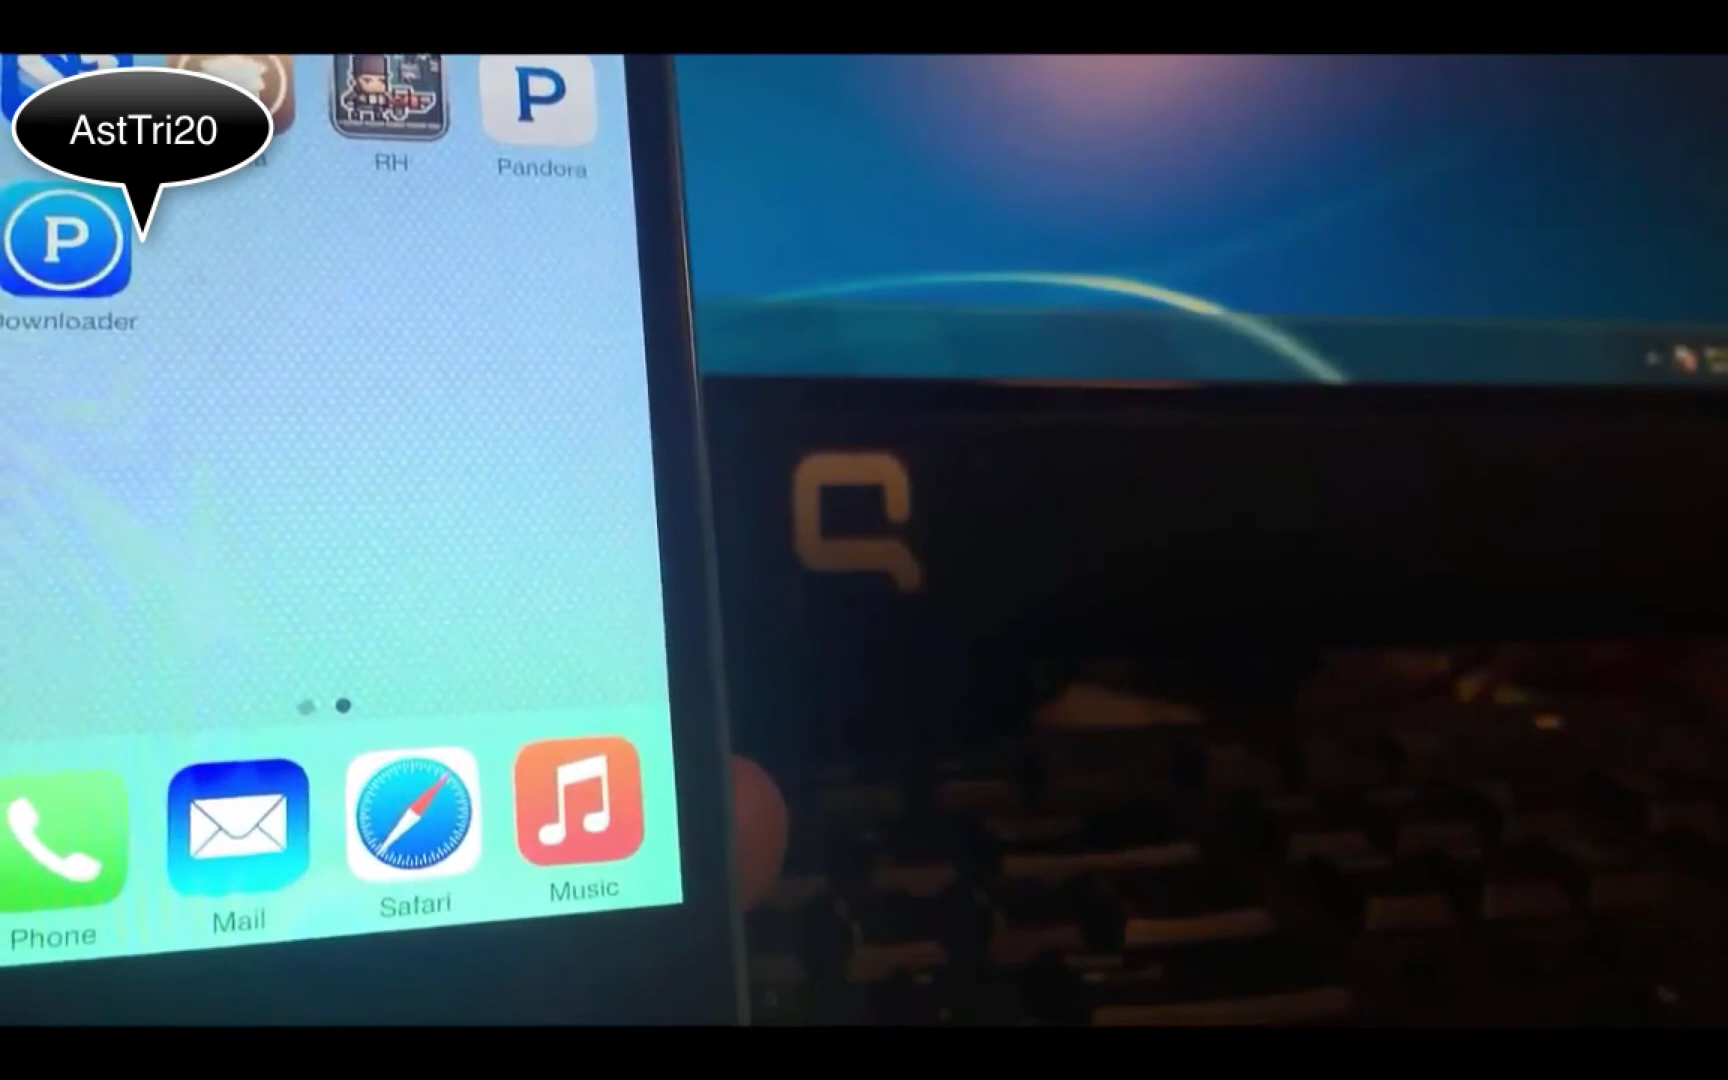 AstTri20
RH
Pandora
P
P
Downloader
Phone
Mail
Safari
Music